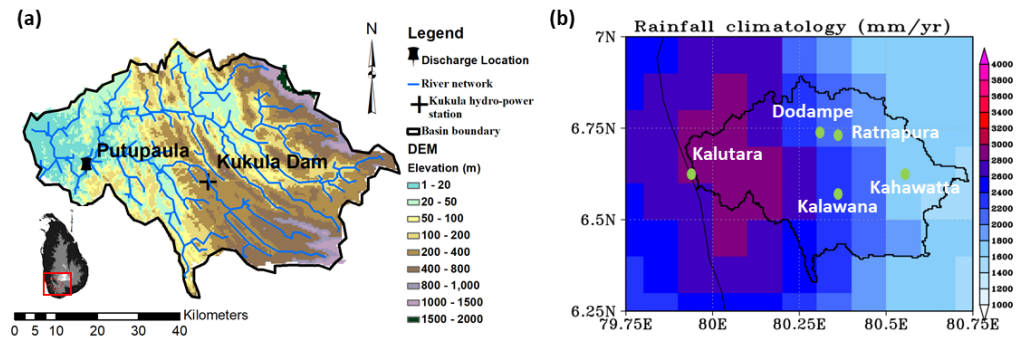 (a)
N
Legend
Discharge Location
River network
Kukula hydro-power
station
Basin boundary
DEM
Elevation (m)
1 - 20
20 - 50
50 - 100
100 - 200
200 - 400
400 - 800
800 - 1,000
1000 - 1500
1500 - 2000
Putupaula
Kukula Dam
Kilometers
0 5 10 20 30 40
(b)
Rainfall climatology (mm/yr)
7N
6.75N
6.5N
6.25N
79.75E 80E 80.25E 80.5E 80.75E
Dodampe
Ratnapura
Kalutara
Kahawatta
Kalawana
4000
3800
3600
3400
3200
3000
2800
2600
2400
2200
2000
1900
1800
1700
1600
1500
1400
1200
1000